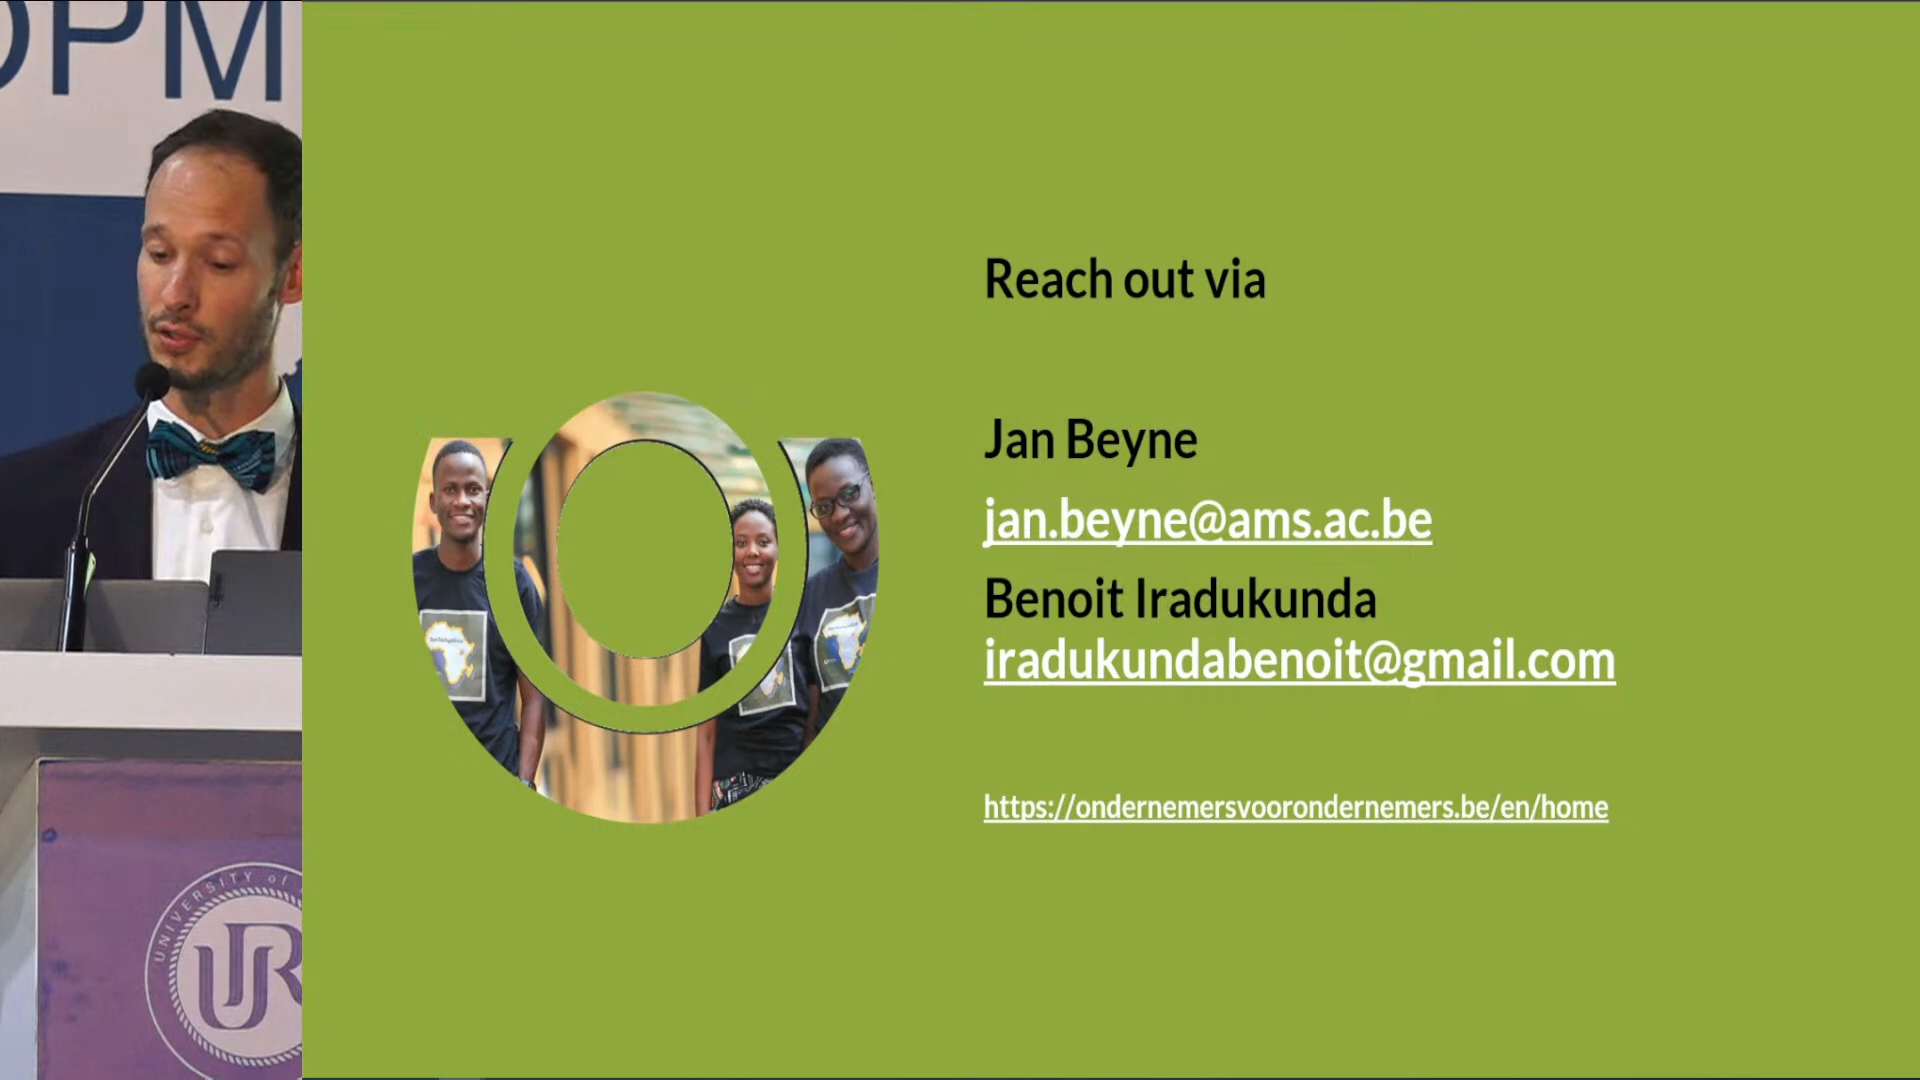 OPM
Reach out via
Jan Beyne
jan.beyne@ams.ac.be
Benoit Iradukunda
iradukundabenoit@gmail.com
https://ondernemersvoorondernemers.be/en/home
UNIVERSITY of
UR